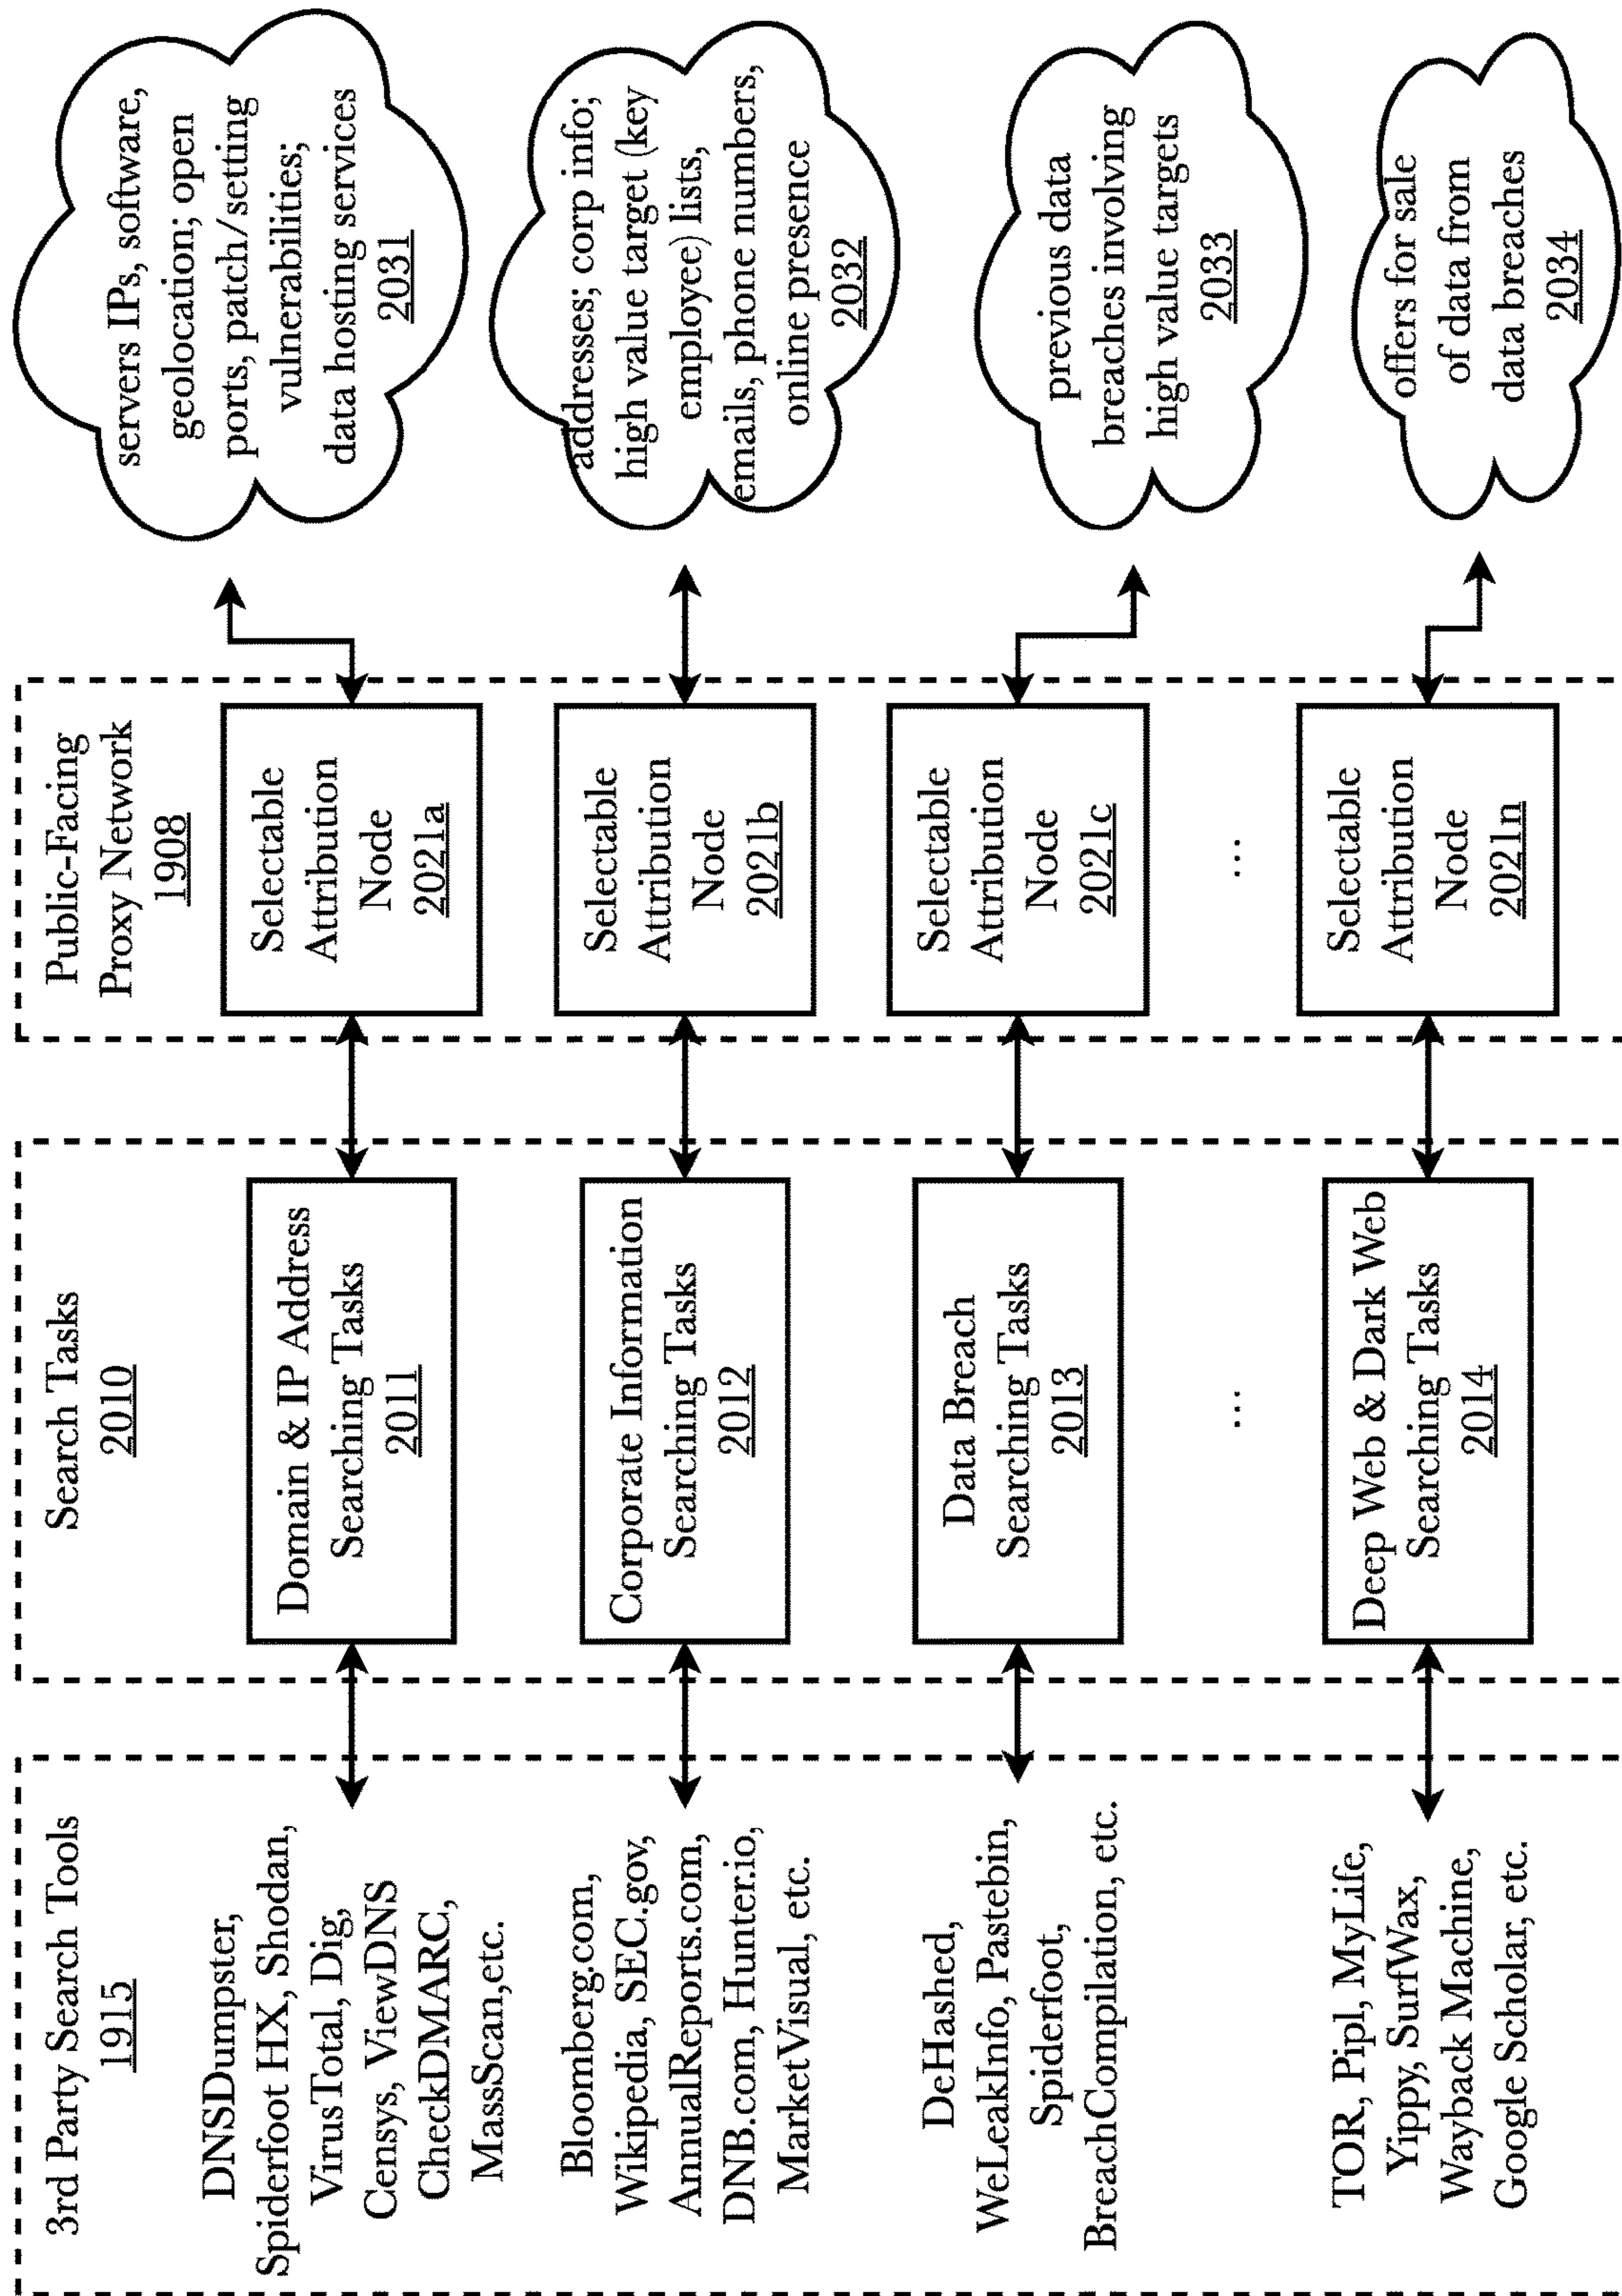 3rd Party Search Tools
1915
DNSDumpster,
Spiderfoot HX, Shodan,
VirusTotal, Dig,
Censys, ViewDNS
CheckDMARC,
MassScan,etc.
Bloomberg.com,
Wikipedia, SEC.gov,
AnnualReports.com,
DNB.com, Hunter.io,
MarketVisual, etc.
DeHashed,
WeLeakInfo, Pastebin,
Spiderfoot,
BreachCompilation, etc.
TOR, Pipl, MyLife,
Yippy, SurfWax,
Wayback Machine,
Google Scholar, etc.
Search Tasks
2010
Domain & IP Address
Searching Tasks
2011
Corporate Information
Searching Tasks
2012
Data Breach
Searching Tasks
2013
...
Deep Web & Dark Web
Searching Tasks
2014
Public-Facing
Proxy Network
1908
Selectable
Attribution
Node
2021a
Selectable
Attribution
Node
2021b
Selectable
Attribution
Node
2021c
...
Selectable
Attribution
Node
2021n
servers IPs, software,
geolocation; open
ports, patch/setting
vulnerabilities;
data hosting services
2031
addresses; corp info;
high value target (key
employee) lists,
emails, phone numbers,
online presence
2032
previous data
breaches involving
high value targets
2033
offers for sale
of data from
data breaches
2034